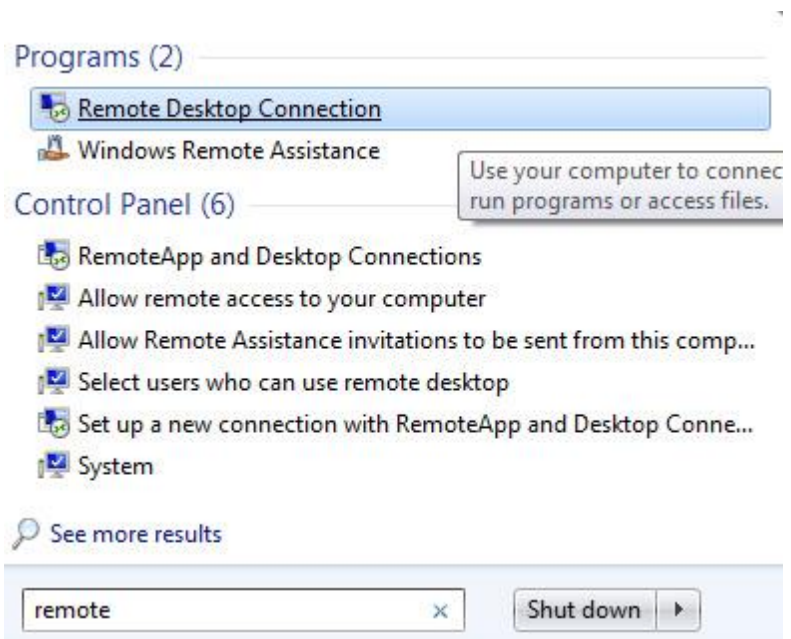 Programs (2)
Remote Desktop Connection
Windows Remote Assistance
Use your computer to connec
run programs or access files.
Control Panel (6)
RemoteApp and Desktop Connections
Allow remote access to your computer
Allow Remote Assistance invitations to be sent from this comp...
Select users who can use remote desktop
Set up a new connection with RemoteApp and Desktop Conne...
System
See more results
remote
Shut down